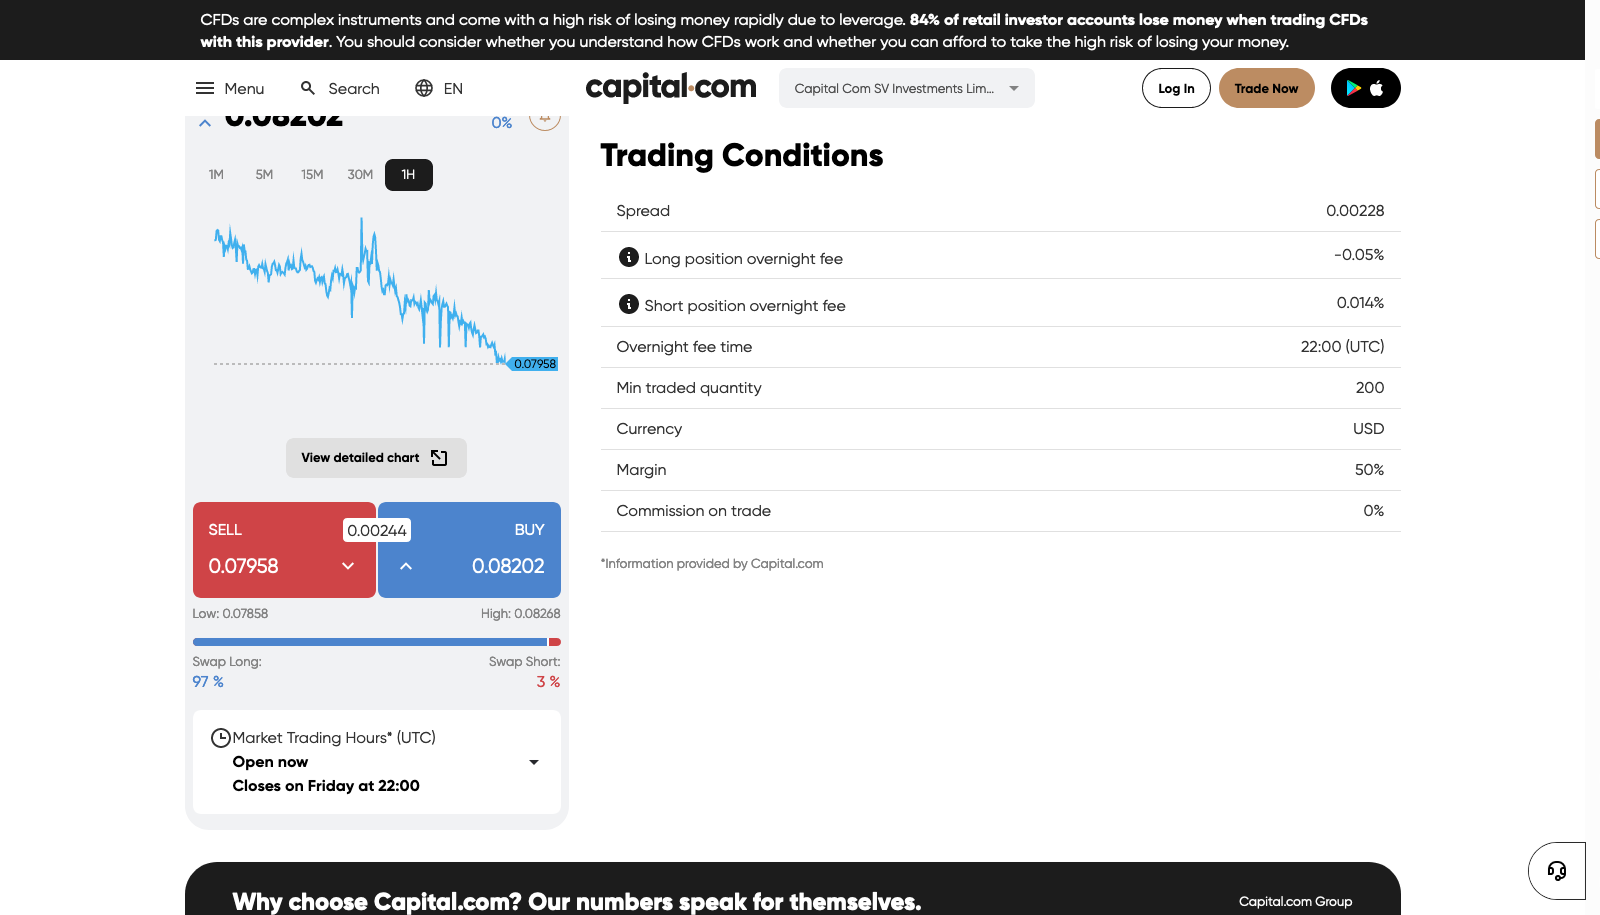 CFDs are complex instruments and come with a high risk of losing money rapidly due to leverage. 84% of retail investor accounts lose money when trading CFDs
with this provider. You should consider whether you understand how CFDs work and whether you can afford to take the high risk of losing your money.
Menu
Search
EN
capital.com
Capital Com SV Investments Lim...
Log In
Trade Now
0.08202
0%
1M
5M
15M
30M
1H
0.07958
View detailed chart
SELL
0.07958
0.00244
BUY
0.08202
Low: 0.07858
High: 0.08268
Swap Long:
97 %
Swap Short:
3 %
Market Trading Hours* (UTC)
Open now
Closes on Friday at 22:00
Trading Conditions
Spread 0.00228
Long position overnight fee -0.05%
Short position overnight fee 0.014%
Overnight fee time 22:00 (UTC)
Min traded quantity 200
Currency USD
Margin 50%
Commission on trade 0%
*Information provided by Capital.com
Why choose Capital.com? Our numbers speak for themselves.
Capital.com Group